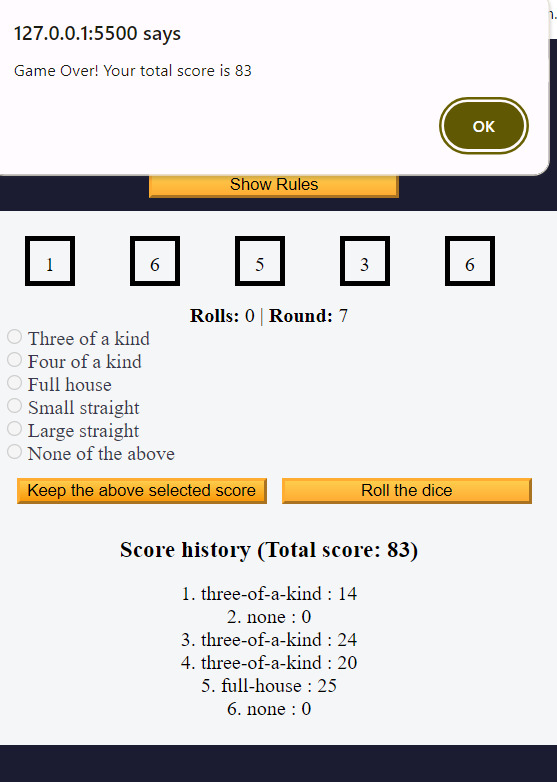 127.0.0.1:5500 says
Game Over! Your total score is 83
OK
Show Rules
1 6 5 3 6
Rolls: 0 | Round: 7
Three of a kind
Four of a kind
Full house
Small straight
Large straight
None of the above
Keep the above selected score Roll the dice
Score history (Total score: 83)
1. three-of-a-kind : 14
2. none : 0
3. three-of-a-kind : 24
4. three-of-a-kind : 20
5. full-house : 25
6. none : 0